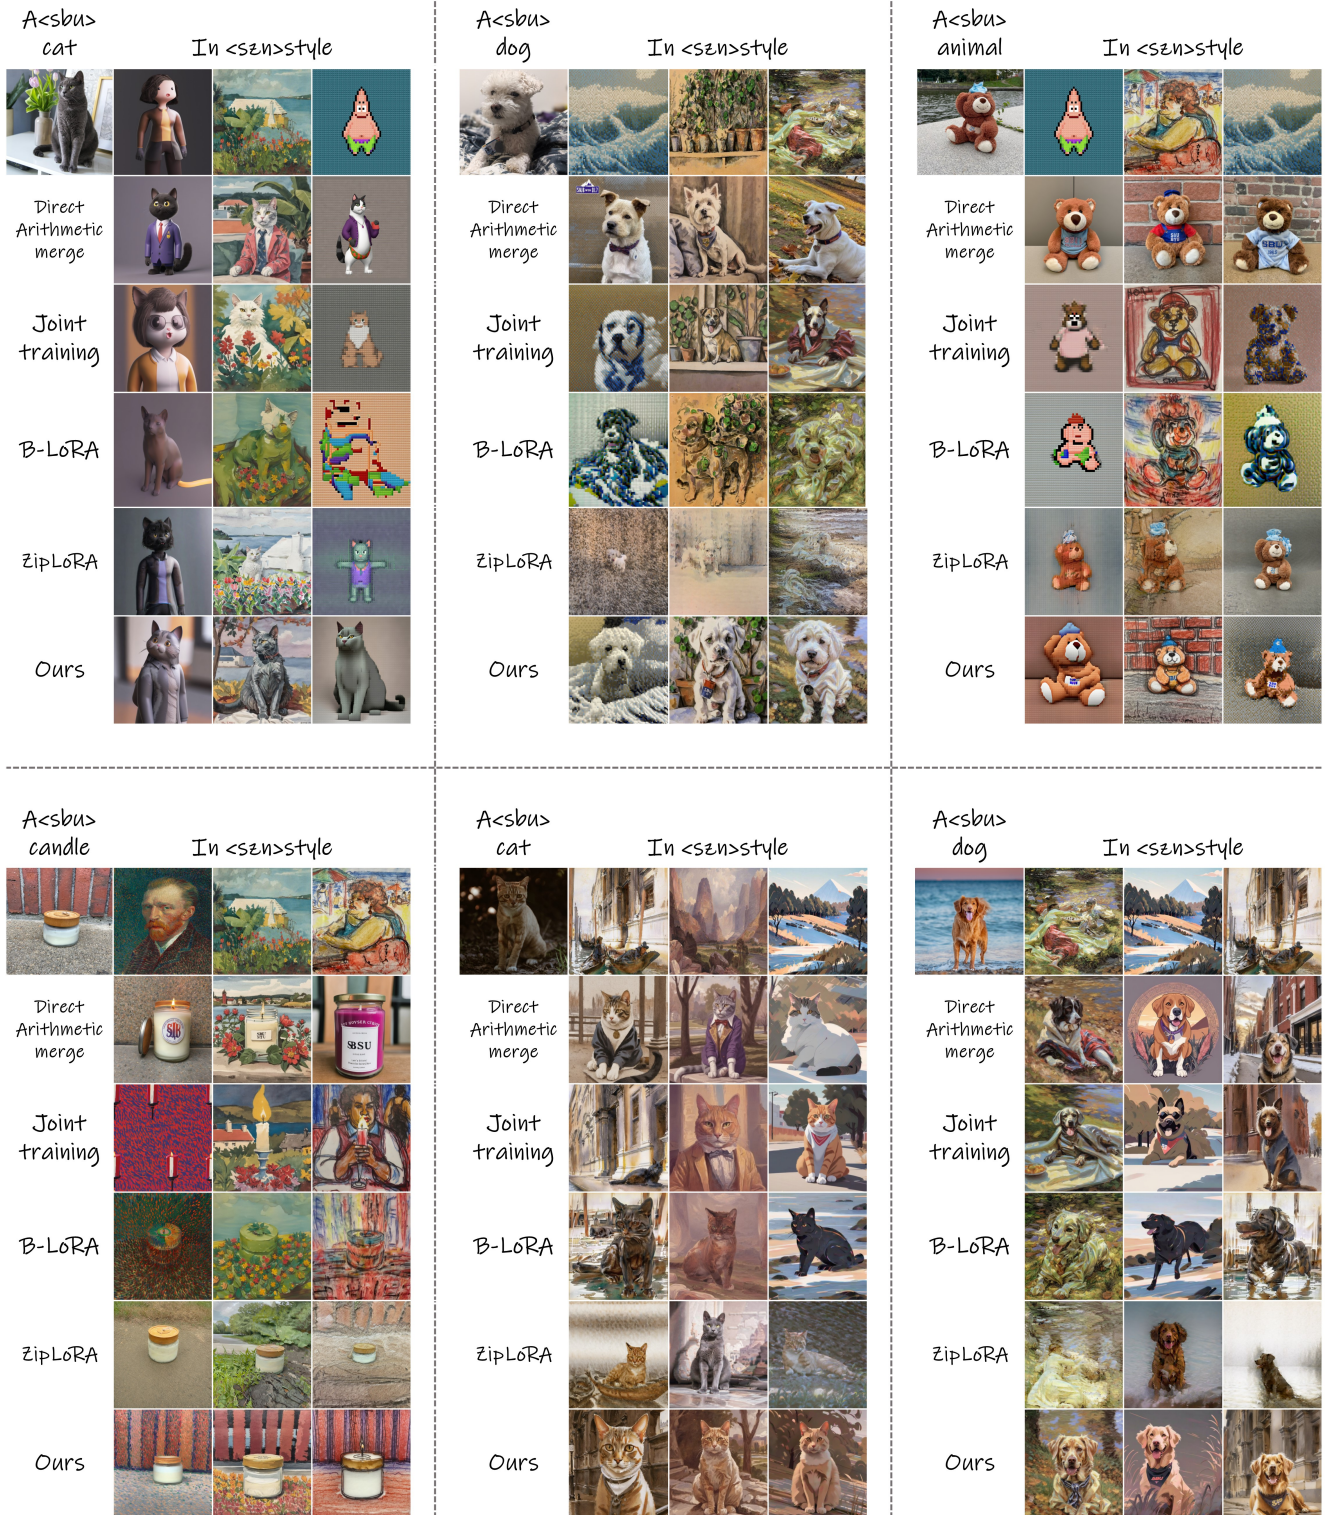 A<sbu>
cat
In <szn>style
Direct
Arithmetic
merge
Joint
training
B-LoRA
ZipLoRA
Ours
A<sbu>
dog
In <szn>style
Direct
Arithmetic
merge
Joint
training
B-LoRA
ZipLoRA
Ours
A<sbu>
animal
In <szn>style
Direct
Arithmetic
merge
SBU
Joint
training
B-LoRA
ZipLoRA
Ours
A<sbu>
candle
In <szn>style
Direct
Arithmetic
merge
SBSU
Joint
training
B-LoRA
ZipLoRA
Ours
A<sbu>
cat
In <szn>style
Direct
Arithmetic
merge
Joint
training
B-LoRA
ZipLoRA
Ours
A<sbu>
dog
In <szn>style
Direct
Arithmetic
merge
Joint
training
B-LoRA
ZipLoRA
Ours